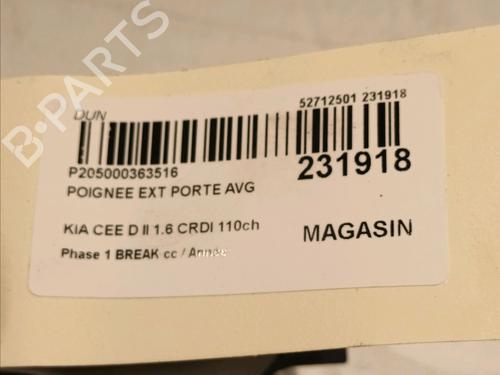 DUN
52712501 231918
P205000363516
231918
POIGNEE EXT PORTE AVG
KIA CEE D II 1.6 CRDI 110ch
MAGASIN
Phase 1 BREAK cc / Année
B-PARTS